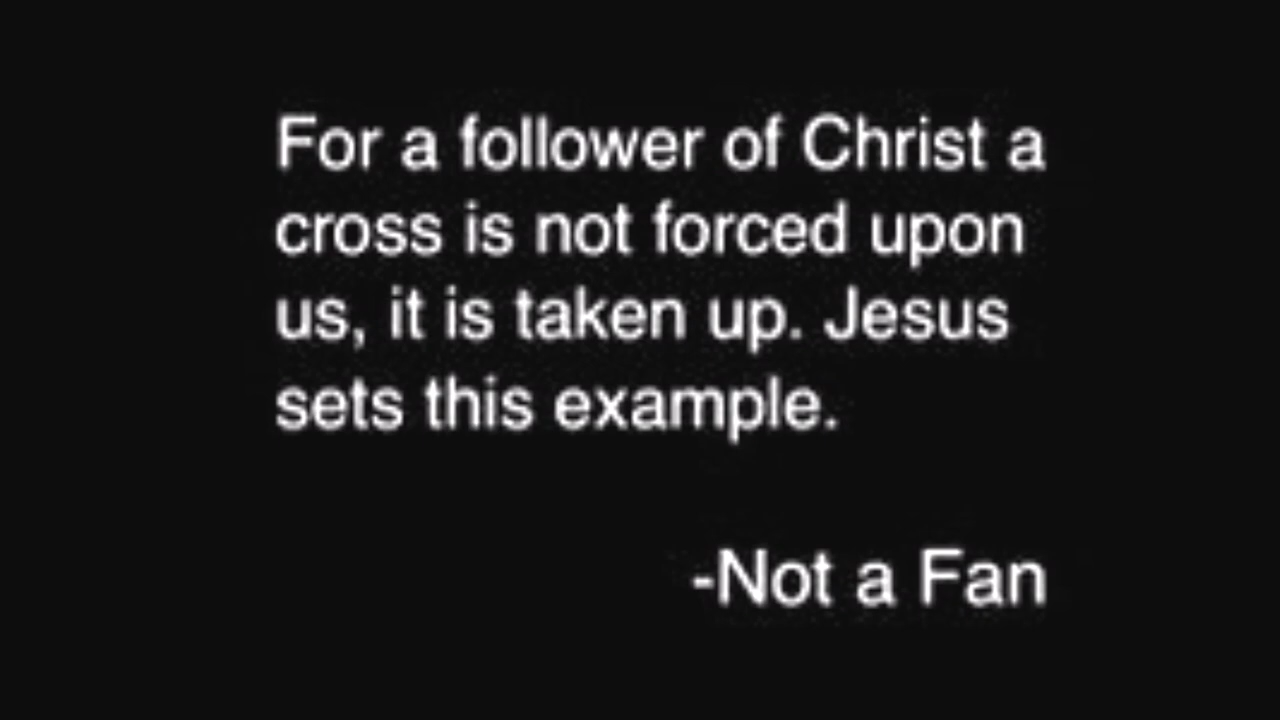 For a follower of Christ a
cross is not forced upon
us, it is taken up. Jesus
sets this example.
-Not a Fan